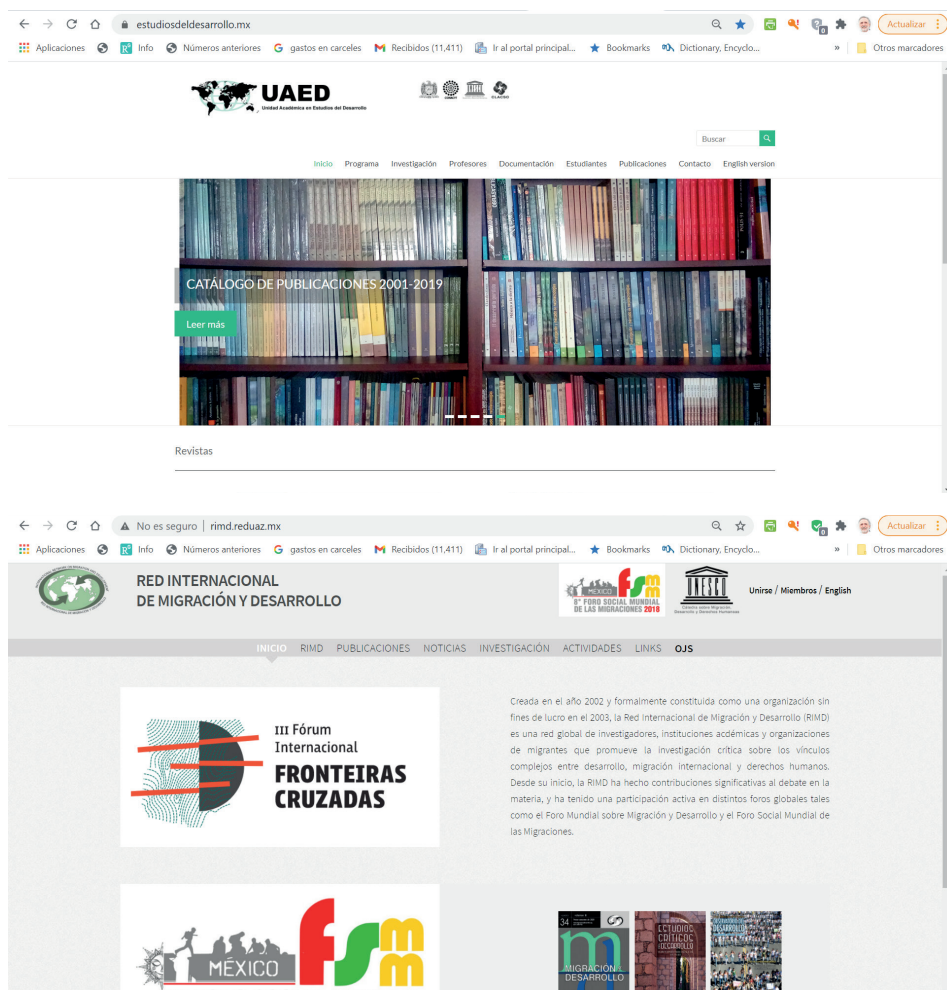 estudiosdeldesarrollo.mx
Actualizar
Aplicaciones
Info
Números anteriores
gastos en carceles
Recibidos (11,411)
Ir al portal principal...
Bookmarks
Dictionary, Encyclo...
»
Otros marcadores
UAED
Unidad Académica en Estudios del Desarrollo
CLACSO
Buscar
Inicio Programa Investigación Profesores Documentación Estudiantes Publicaciones Contacto English version
CATÁLOGO DE PUBLICACIONES 2001-2019
Leer más
Revistas
No es seguro | rimd.reduaz.mx
Actualizar
Aplicaciones
Info
Números anteriores
gastos en carceles
Recibidos (11,411)
Ir al portal principal...
Bookmarks
Dictionary, Encyclo...
»
Otros marcadores
RED INTERNACIONAL
DE MIGRACIÓN Y DESARROLLO
MÉXICO fsmm
8° FORO SOCIAL MUNDIAL
DE LAS MIGRACIONES 2018
UNESCO
Cátedra sobre Migración,
Desarrollo y Derechos Humanos
Unirse / Miembros / English
INICIO RIMD PUBLICACIONES NOTICIAS INVESTIGACIÓN ACTIVIDADES LINKS OJS
III Fórum
Internacional
FRONTEIRAS
CRUZADAS
Creada en el año 2002 y formalmente constituida como una organización sin
fines de lucro en el 2003, la Red Internacional de Migración y Desarrollo (RIMD)
es una red global de investigadores, instituciones acdémicas y organizaciones
de migrantes que promueve la investigación crítica sobre los vínculos
complejos entre desarrollo, migración internacional y derechos humanos.
Desde su inicio, la RIMD ha hecho contribuciones significativas al debate en la
materia, y ha tenido una participación activa en distintos foros globales tales
como el Foro Mundial sobre Migración y Desarrollo y el Foro Social Mundial de
las Migraciones.
MÉXICO fsmm
34
m
MIGRACIÓN Y
DESARROLLO
ESTUDIOS
CRÍTICOS
DESARROLLO
DESARROLLO